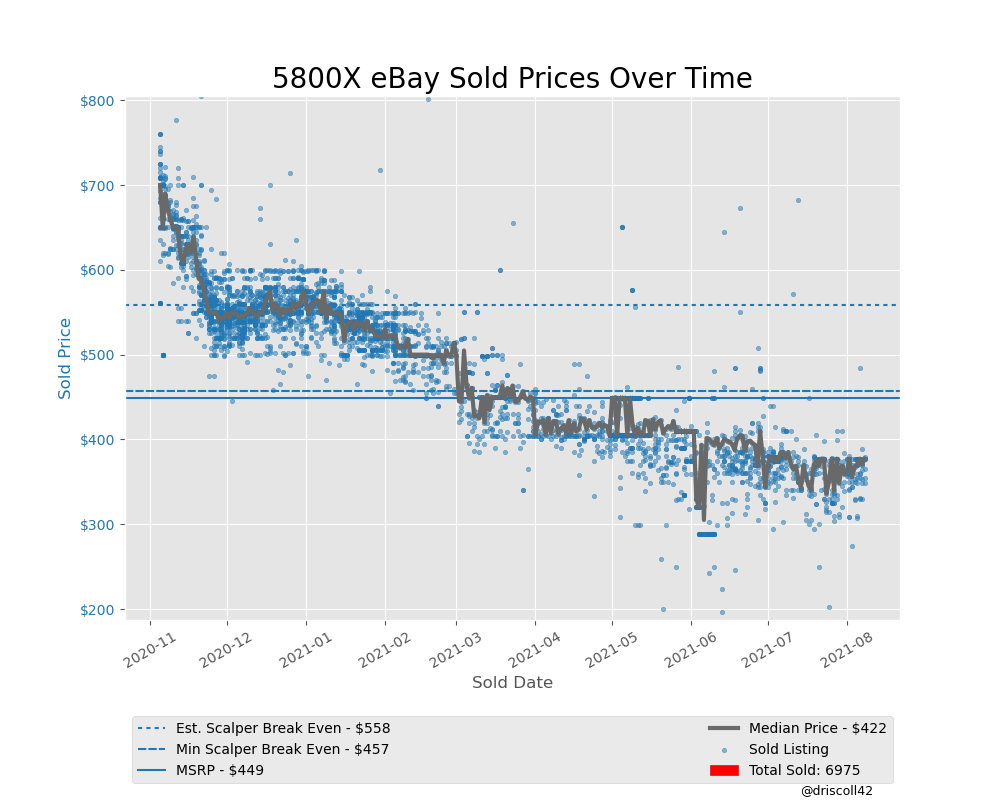 5800X eBay Sold Prices Over Time
$800
$700
$600
$500
$400
$300
$200
Sold Price
2020-11
2020-12
2021-01
2021-02
2021-03
2021-04
2021-05
2021-06
2021-07
2021-08
Sold Date
Est. Scalper Break Even - $558
Min Scalper Break Even - $457
MSRP - $449
Median Price - $422
Sold Listing
Total Sold: 6975
@driscoll42